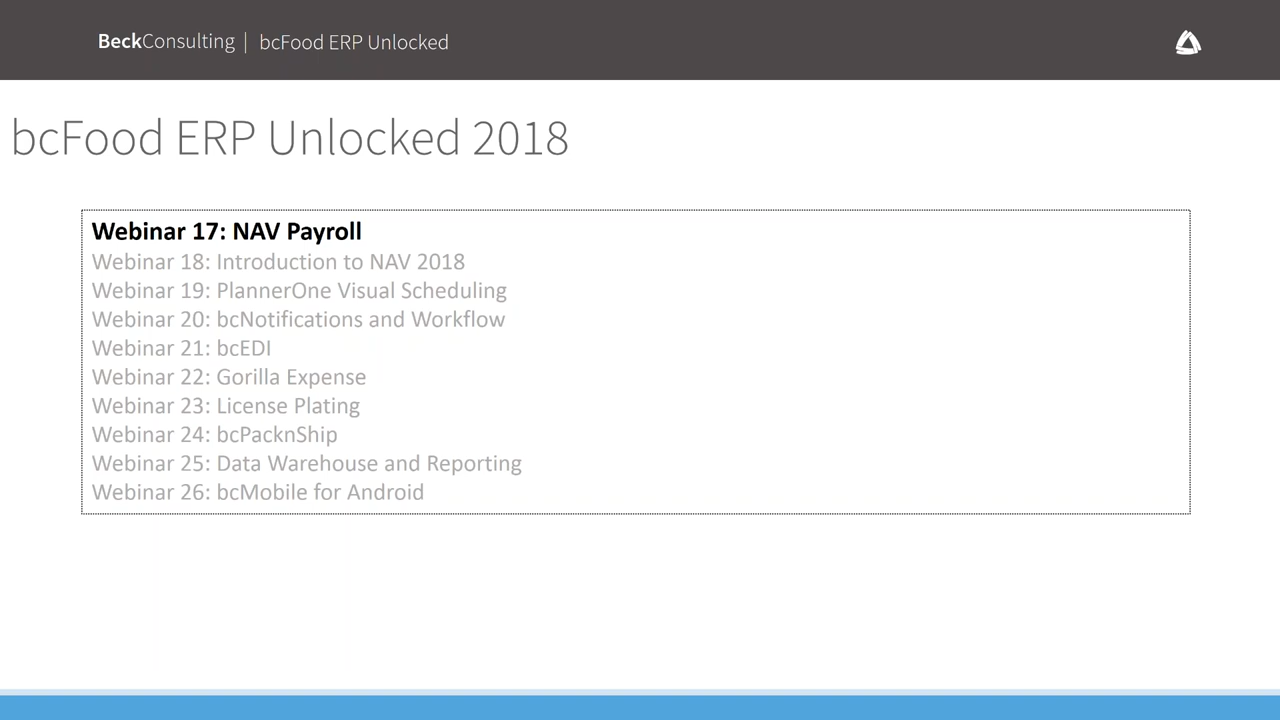 BeckConsulting | bcFood ERP Unlocked
bcFood ERP Unlocked 2018
Webinar 17: NAV Payroll
Webinar 18: Introduction to NAV 2018
Webinar 19: PlannerOne Visual Scheduling
Webinar 20: bcNotifications and Workflow
Webinar 21: bcEDI
Webinar 22: Gorilla Expense
Webinar 23: License Plating
Webinar 24: bcPacknShip
Webinar 25: Data Warehouse and Reporting
Webinar 26: bcMobile for Android